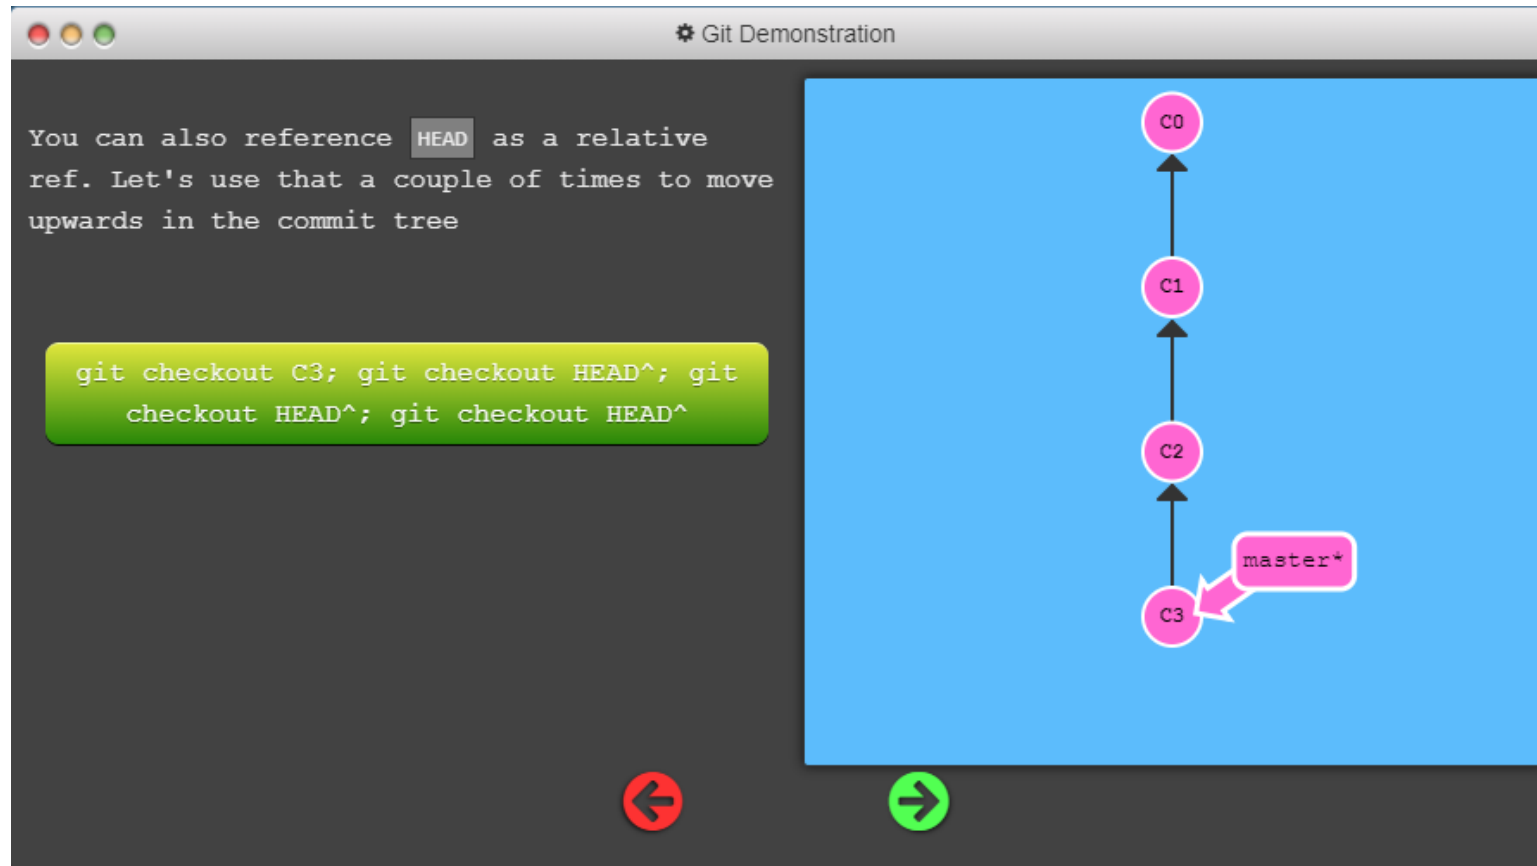 Git Demonstration
You can also reference HEAD as a relative
ref. Let's use that a couple of times to move
upwards in the commit tree
git checkout C3; git checkout HEAD^; git
checkout HEAD^; git checkout HEAD^
C0
C1
C2
master*
C3